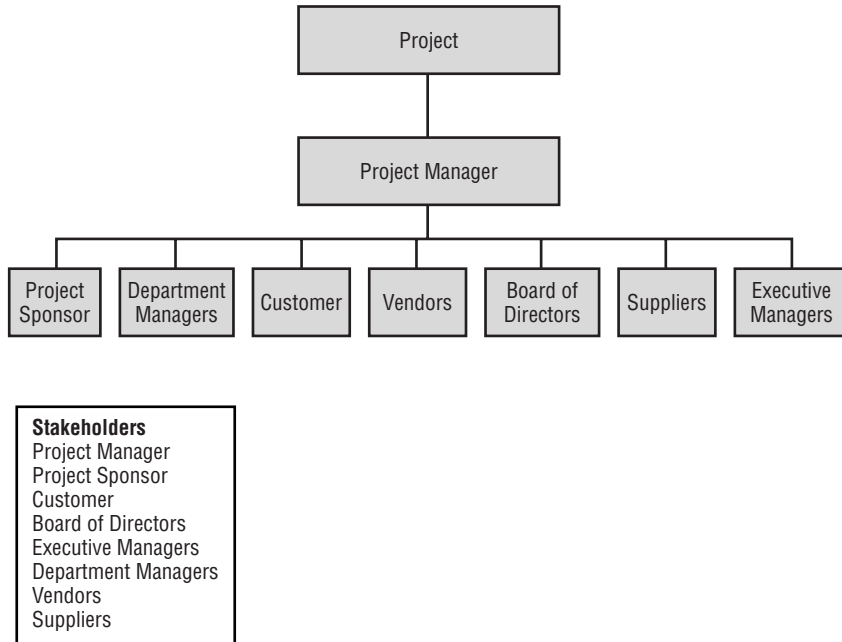 Project
Project Manager
Project
Sponsor
Department
Managers
Customer
Vendors
Board of
Directors
Suppliers
Executive
Managers
Stakeholders
Project Manager
Project Sponsor
Customer
Board of Directors
Executive Managers
Department Managers
Vendors
Suppliers